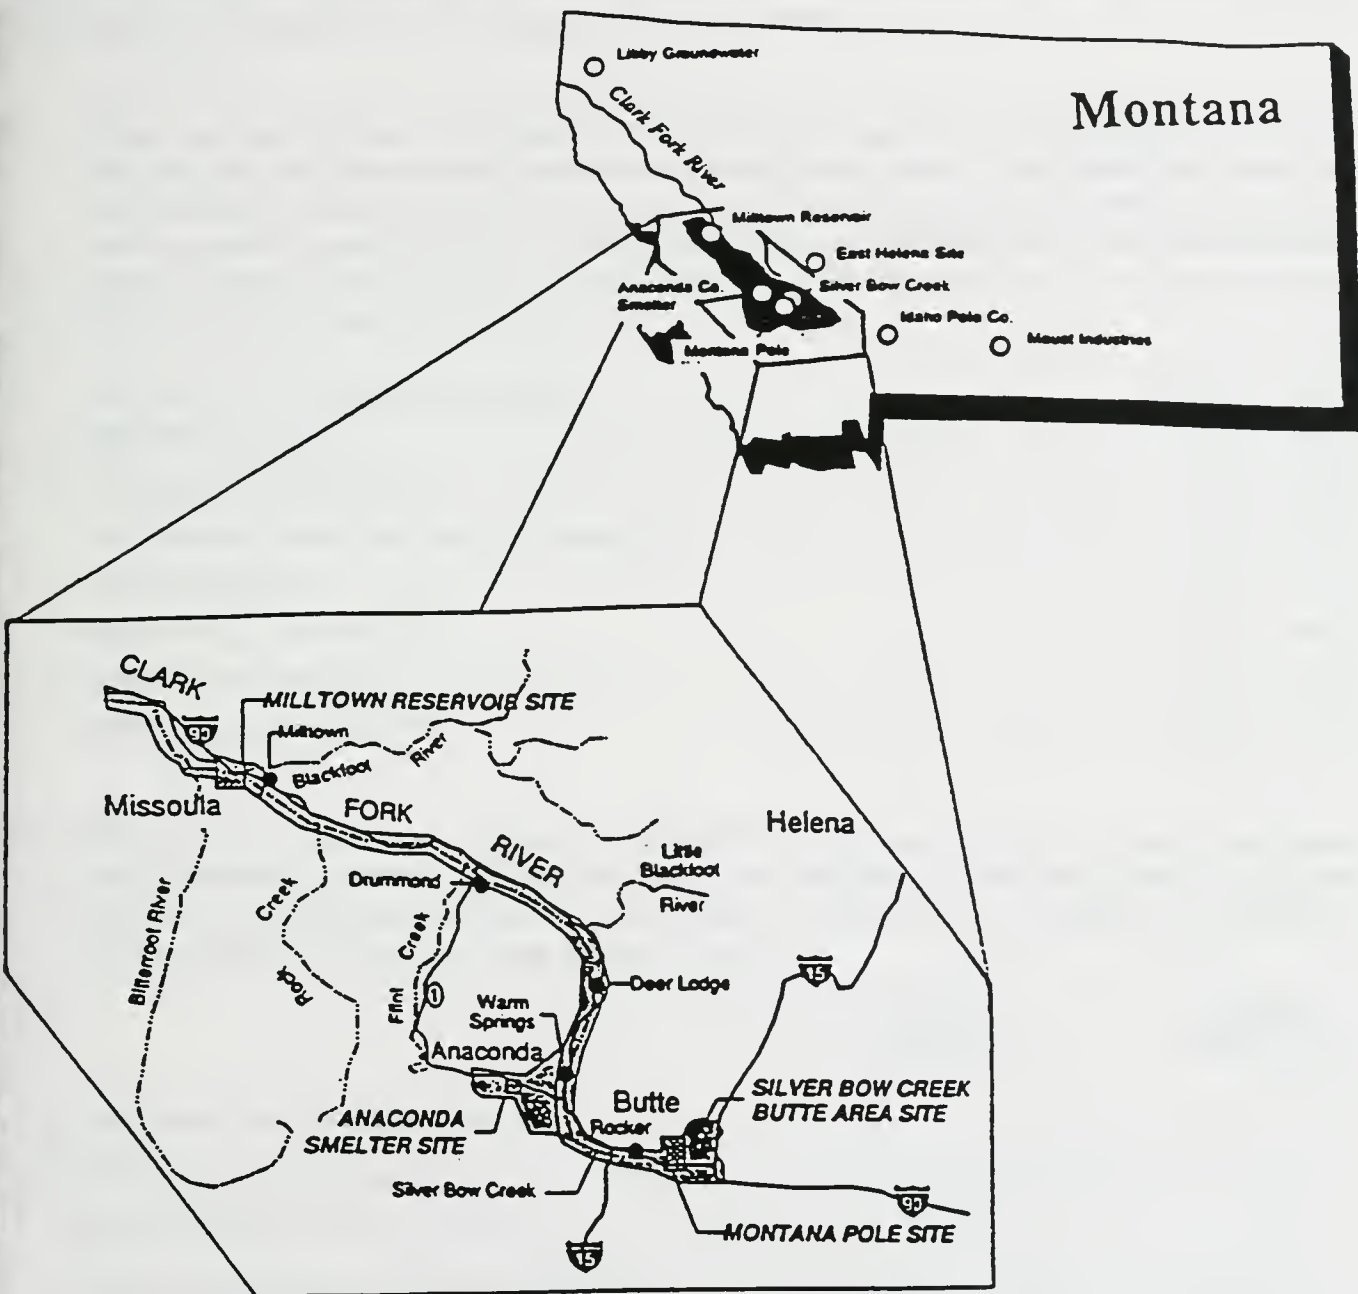 Libby Groundwater
Montana
Clark Fork River
Milltown Reservoir
East Helena Site
Anaconda Co.
Smelter
Silver Bow Creek
Idaho Pole Co.
Mouat Industries
Montana Pole
CLARK
MILLTOWN RESERVOIR SITE
90
Milltown
Blackfoot River
Missoula
FORK
Helena
RIVER
Little
Blackfoot
River
Drummond
Bitterroot River
Rock Creek
Flint Creek
1
15
Deer Lodge
Warm
Springs
Anaconda
SILVER BOW CREEK
BUTTE AREA SITE
Butte
Rocker
ANACONDA
SMELTER SITE
Silver Bow Creek
90
MONTANA POLE SITE
15